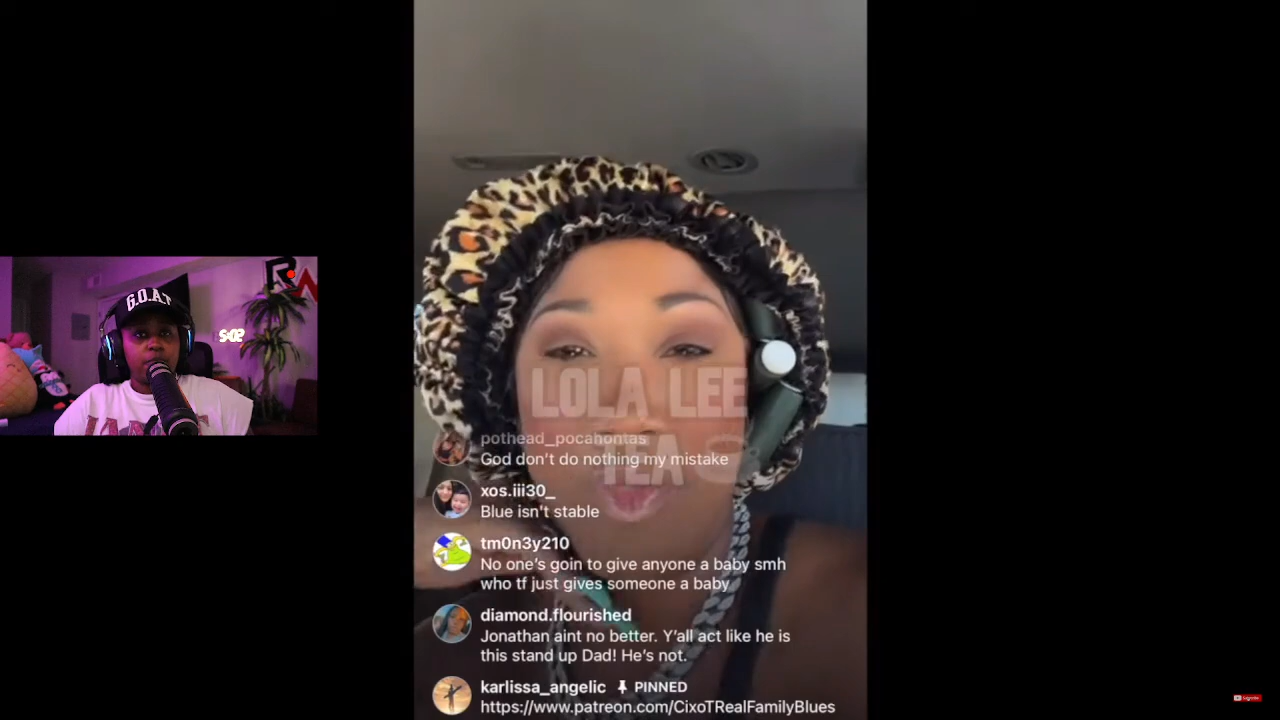 G.O.A.T
LOLA LEE
TEA
pothead_pocahontas
God don't do nothing my mistake
xos.iii30_
Blue isn't stable
tm0n3y210
No one's goin to give anyone a baby smh
who tf just gives someone a baby
diamond.flourished
Jonathan aint no better. Y'all act like he is
this stand up Dad! He's not.
karlissa_angelic PINNED
https://www.patreon.com/CixoTRealFamilyBlues